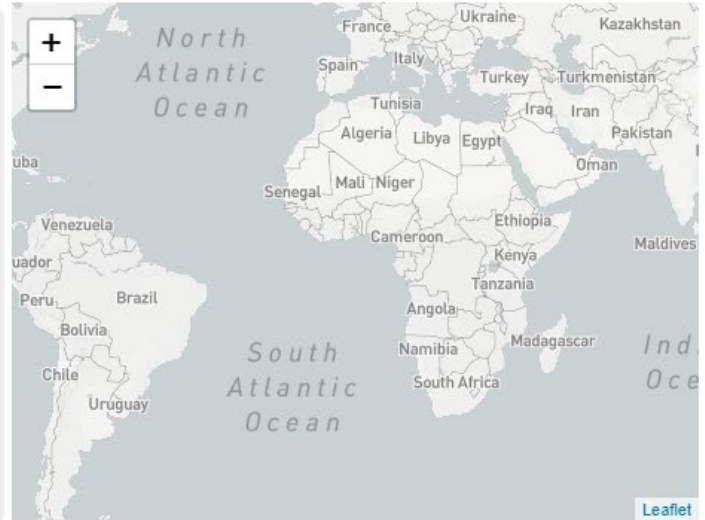 +
−
North
Atlantic
Ocean
France
Ukraine
Kazakhstan
Spain
Italy
Turkey
Turkmenistan
Tunisia
Iraq
Iran
Algeria
Libya
Egypt
Pakistan
uba
Oman
Senegal
Mali
Niger
Venezuela
Ethiopia
Cameroon
Maldives
uador
Kenya
Peru
Brazil
Tanzania
Angola
Bolivia
Madagascar
Namibia
South
Atlantic
Ocean
Ind
Oce
Chile
South Africa
Uruguay
Leaflet